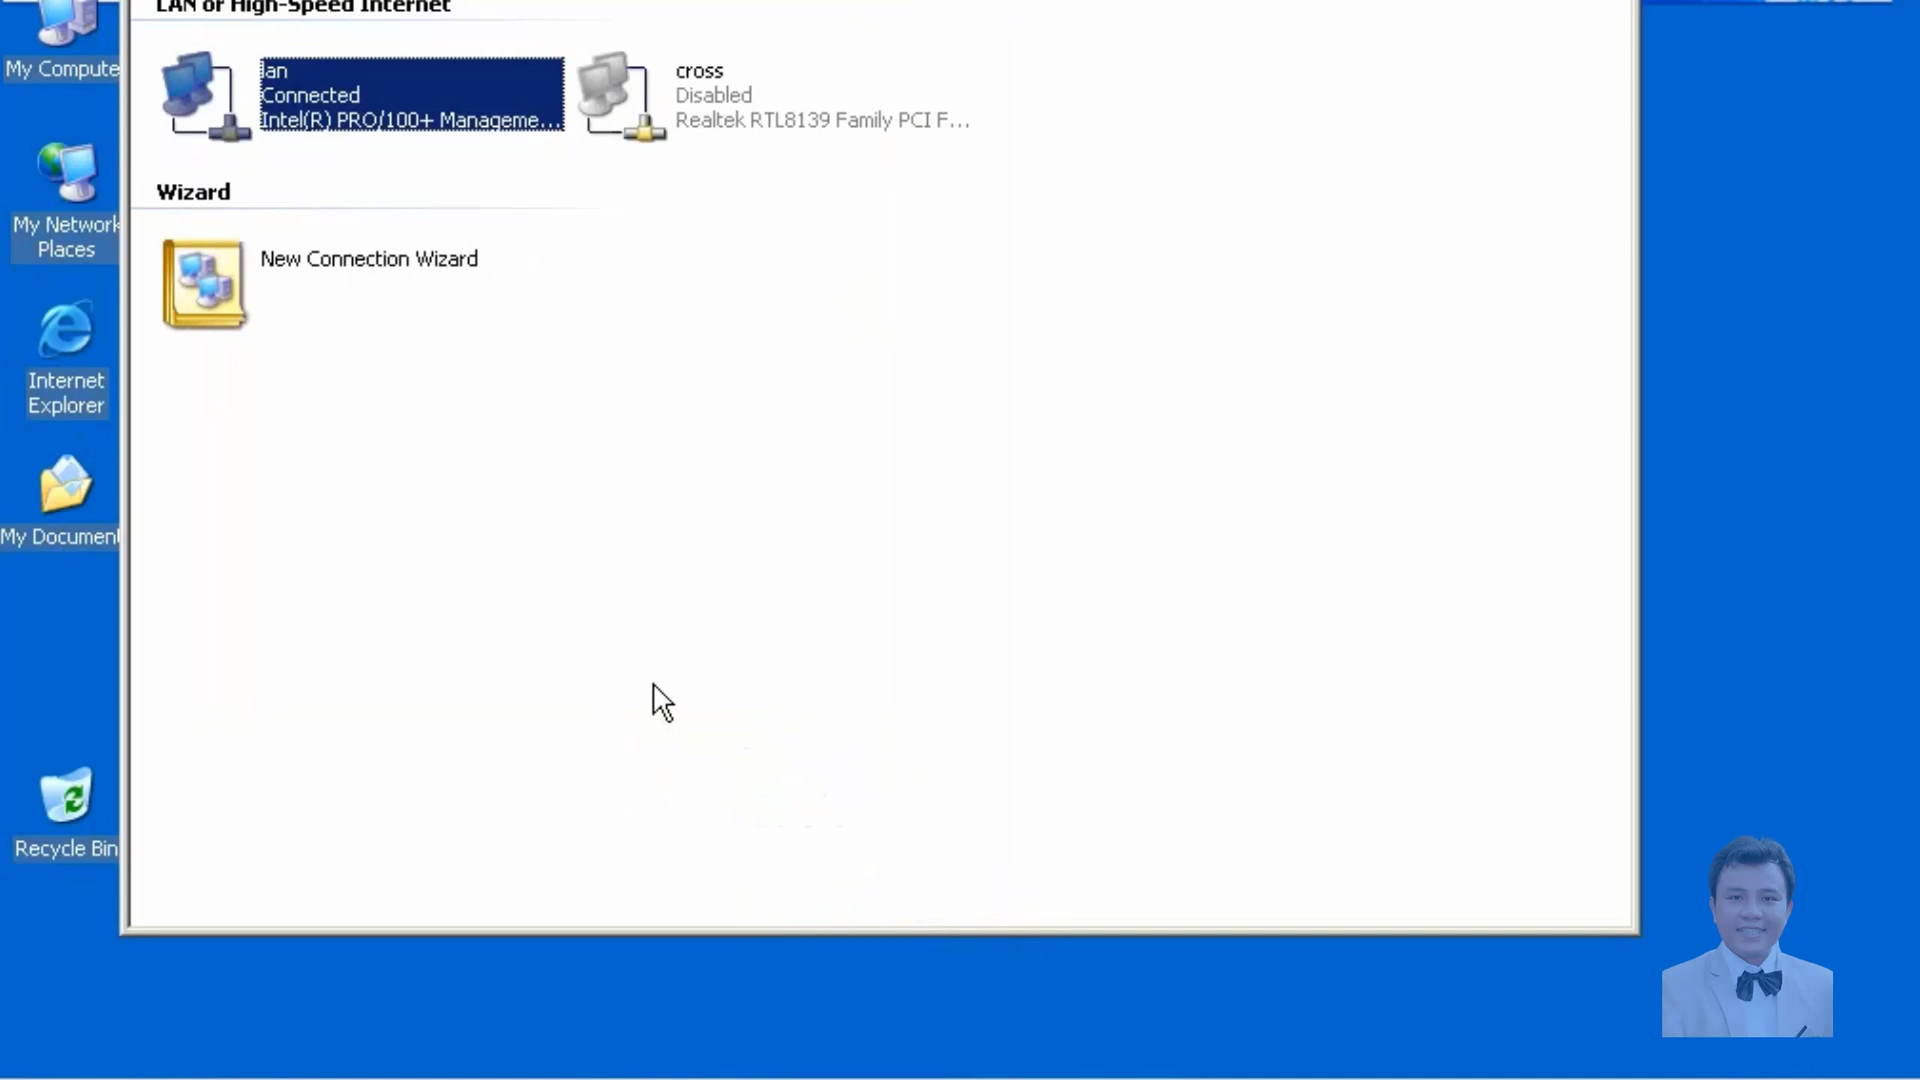 LAN or High-Speed Internet
lan
Connected
Intel(R) PRO/100+ Manageme...
cross
Disabled
Realtek RTL8139 Family PCI F...
Wizard
New Connection Wizard
My Compute
My Network
Places
Internet
Explorer
My Document
Recycle Bin